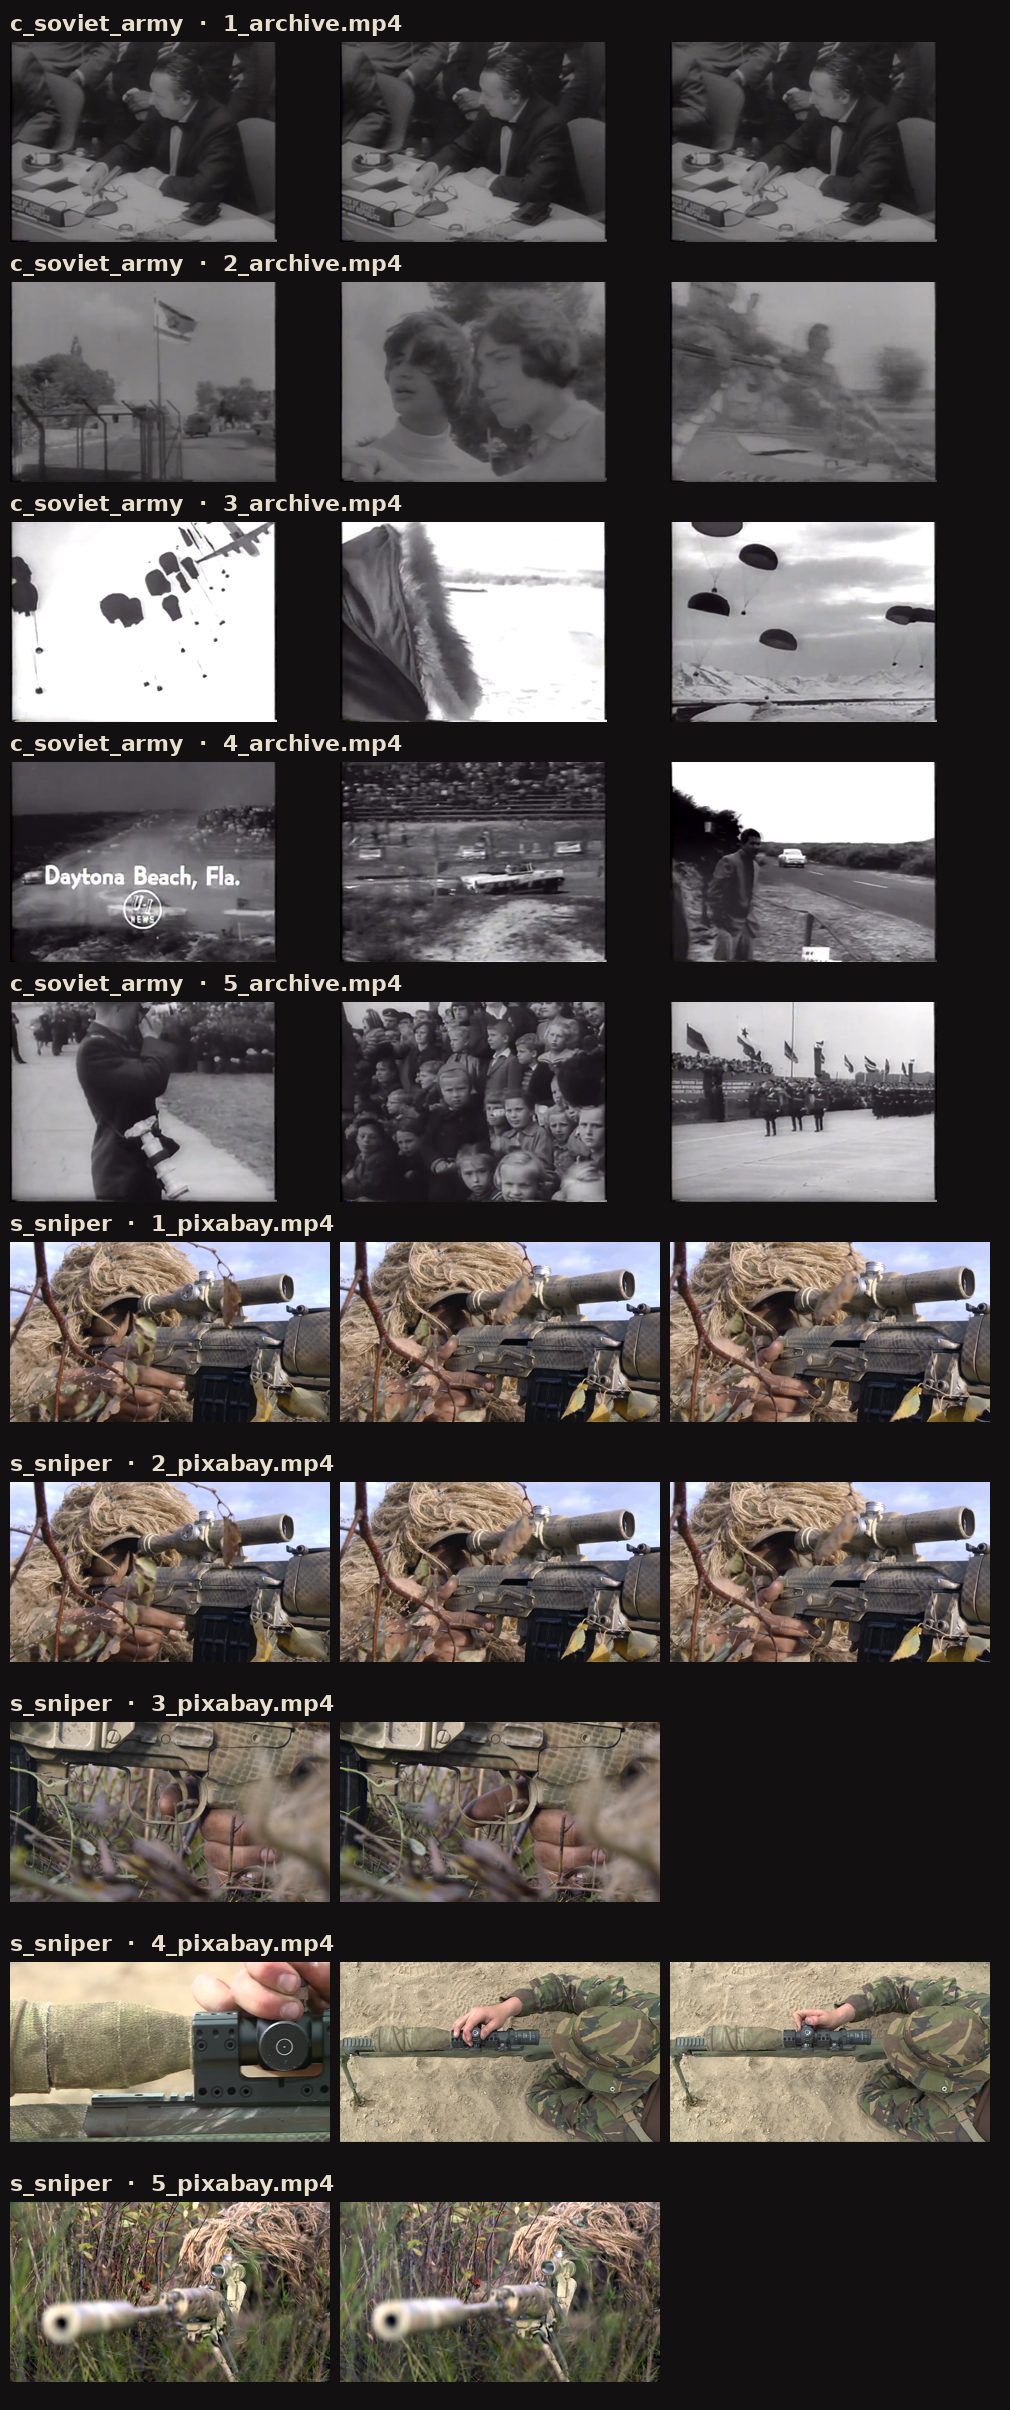 c_soviet_army · 1_archive.mp4
c_soviet_army · 2_archive.mp4
c_soviet_army · 3_archive.mp4
c_soviet_army · 4_archive.mp4
Daytona Beach, Fla.
U-I
NEWS
c_soviet_army · 5_archive.mp4
s_sniper · 1_pixabay.mp4
s_sniper · 2_pixabay.mp4
s_sniper · 3_pixabay.mp4
s_sniper · 4_pixabay.mp4
s_sniper · 5_pixabay.mp4